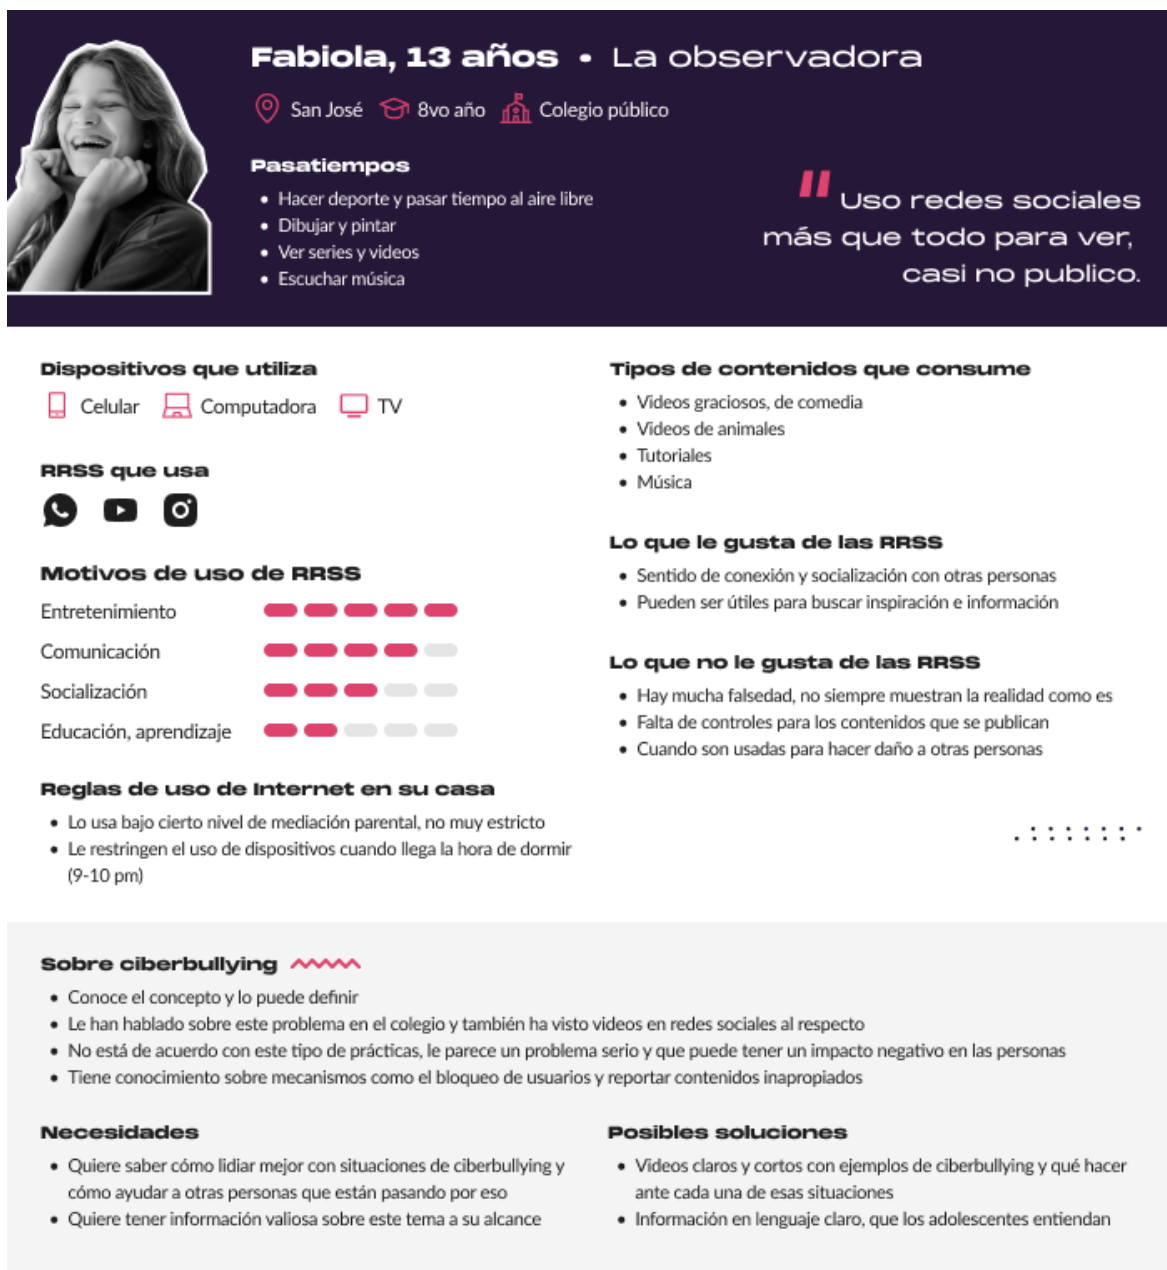 Fabiola, 13 años • La observadora
San José 8vo año Colegio público
Pasatiempos
• Hacer deporte y pasar tiempo al aire libre
• Dibujar y pintar
• Ver series y videos
• Escuchar música
" Uso redes sociales
más que todo para ver,
casi no publico.
Dispositivos que utiliza
Celular Computadora TV
RRSS que usa
Motivos de uso de RRSS
Entretenimiento
Comunicación
Socialización
Educación, aprendizaje
Reglas de uso de Internet en su casa
• Lo usa bajo cierto nivel de mediación parental, no muy estricto
• Le restringen el uso de dispositivos cuando llega la hora de dormir
(9-10 pm)
Tipos de contenidos que consume
• Videos graciosos, de comedia
• Videos de animales
• Tutoriales
• Música
Lo que le gusta de las RRSS
• Sentido de conexión y socialización con otras personas
• Pueden ser útiles para buscar inspiración e información
Lo que no le gusta de las RRSS
• Hay mucha falsedad, no siempre muestran la realidad como es
• Falta de controles para los contenidos que se publican
• Cuando son usadas para hacer daño a otras personas
Sobre ciberbullying
• Conoce el concepto y lo puede definir
• Le han hablado sobre este problema en el colegio y también ha visto videos en redes sociales al respecto
• No está de acuerdo con este tipo de prácticas, le parece un problema serio y que puede tener un impacto negativo en las personas
• Tiene conocimiento sobre mecanismos como el bloqueo de usuarios y reportar contenidos inapropiados
Necesidades
• Quiere saber cómo lidiar mejor con situaciones de ciberbullying y
cómo ayudar a otras personas que están pasando por eso
• Quiere tener información valiosa sobre este tema a su alcance
Posibles soluciones
• Videos claros y cortos con ejemplos de ciberbullying y qué hacer
ante cada una de esas situaciones
• Información en lenguaje claro, que los adolescentes entiendan